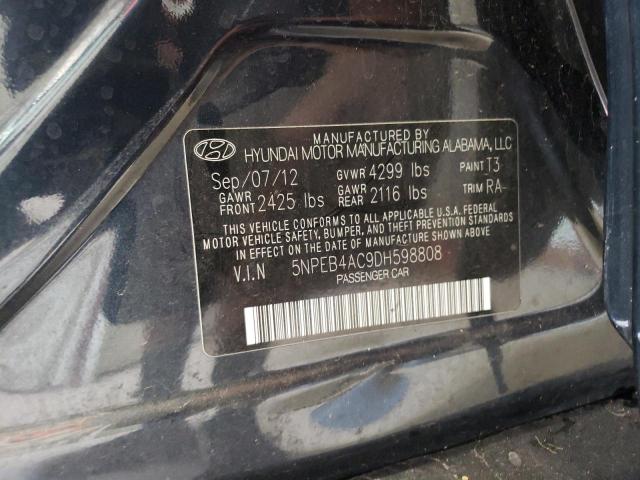 MANUFACTURED BY
HYUNDAI MOTOR MANUFACTURING ALABAMA, LLC
Sep/07/12 GVWR 4299 lbs PAINT T3
GAWR FRONT 2425 lbs GAWR REAR 2116 lbs TRIM RA-
THIS VEHICLE CONFORMS TO ALL APPLICABLE U.S.A. FEDERAL
MOTOR VEHICLE SAFETY, BUMPER, AND THEFT PREVENTION STANDARDS
IN EFFECT ON THE DATE OF MANUFACTURE SHOWN ABOVE.
V.I.N 5NPEB4AC9DH598808
PASSENGER CAR